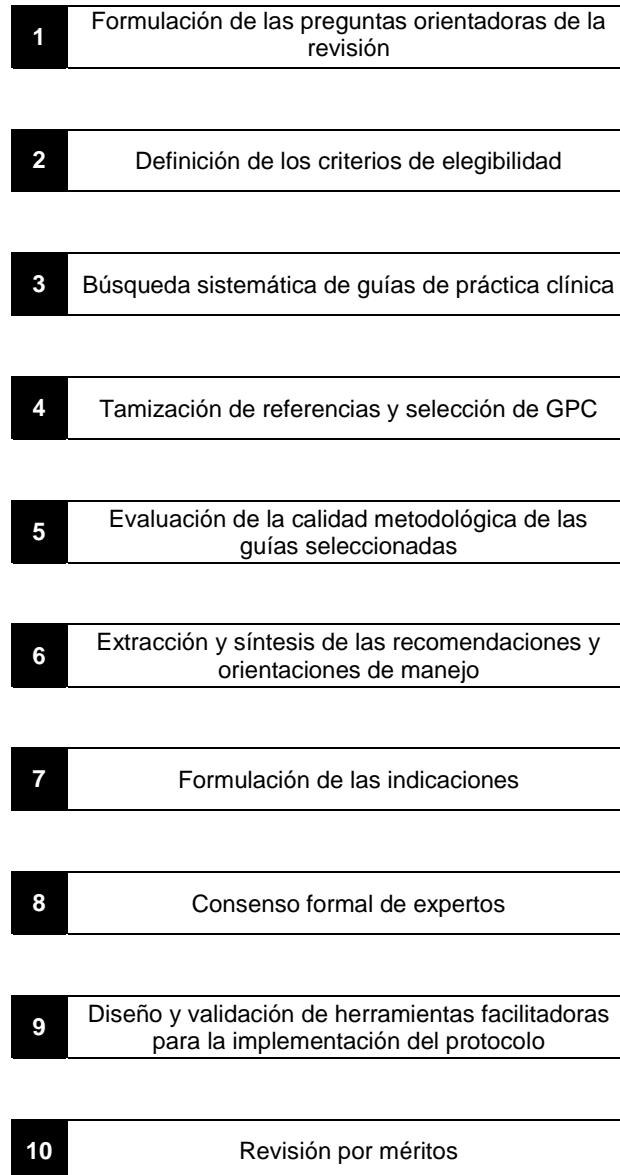 1 Formulación de las preguntas orientadoras de la
revisión
2 Definición de los criterios de elegibilidad
3 Búsqueda sistemática de guías de práctica clínica
4 Tamización de referencias y selección de GPC
5 Evaluación de la calidad metodológica de las
guías seleccionadas
6 Extracción y síntesis de las recomendaciones y
orientaciones de manejo
7 Formulación de las indicaciones
8 Consenso formal de expertos
9 Diseño y validación de herramientas facilitadoras
para la implementación del protocolo
10 Revisión por méritos